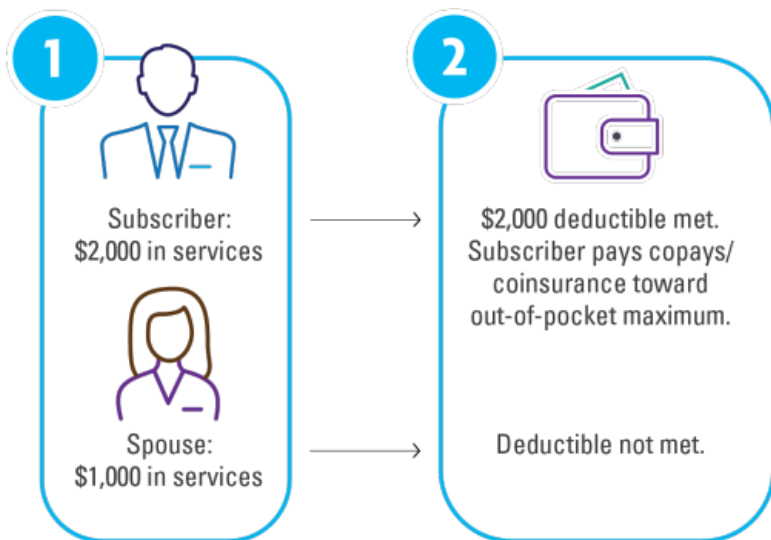 1
Subscriber:
$2,000 in services
Spouse:
$1,000 in services
2
$2,000 deductible met.
Subscriber pays copays/
coinsurance toward
out-of-pocket maximum.
Deductible not met.